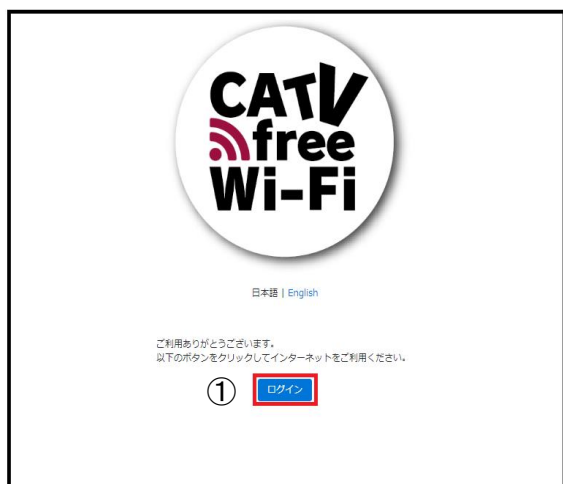 CATV
free
Wi-Fi
日本語 | English
ご利用ありがとうございます。
以下のボタンをクリックしてインターネットをご利用ください。
① ログイン